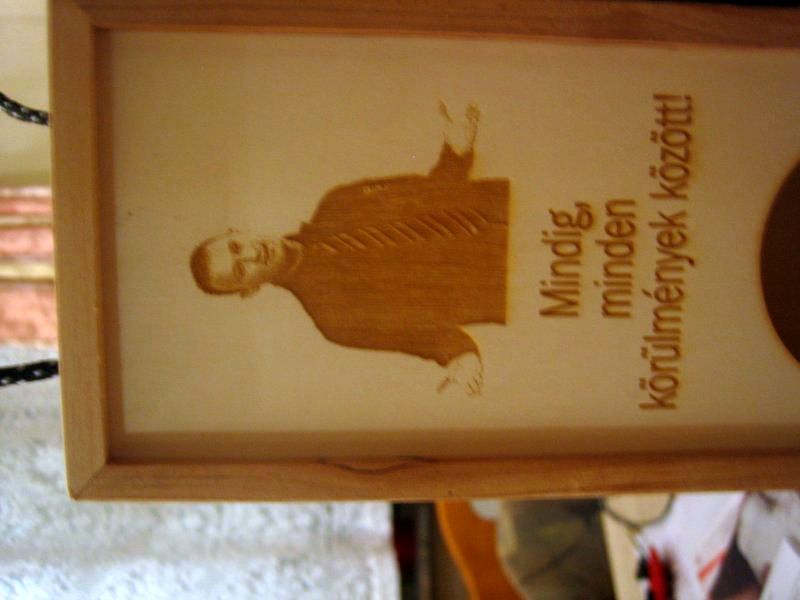 Mindig,
minden
körülmények között!